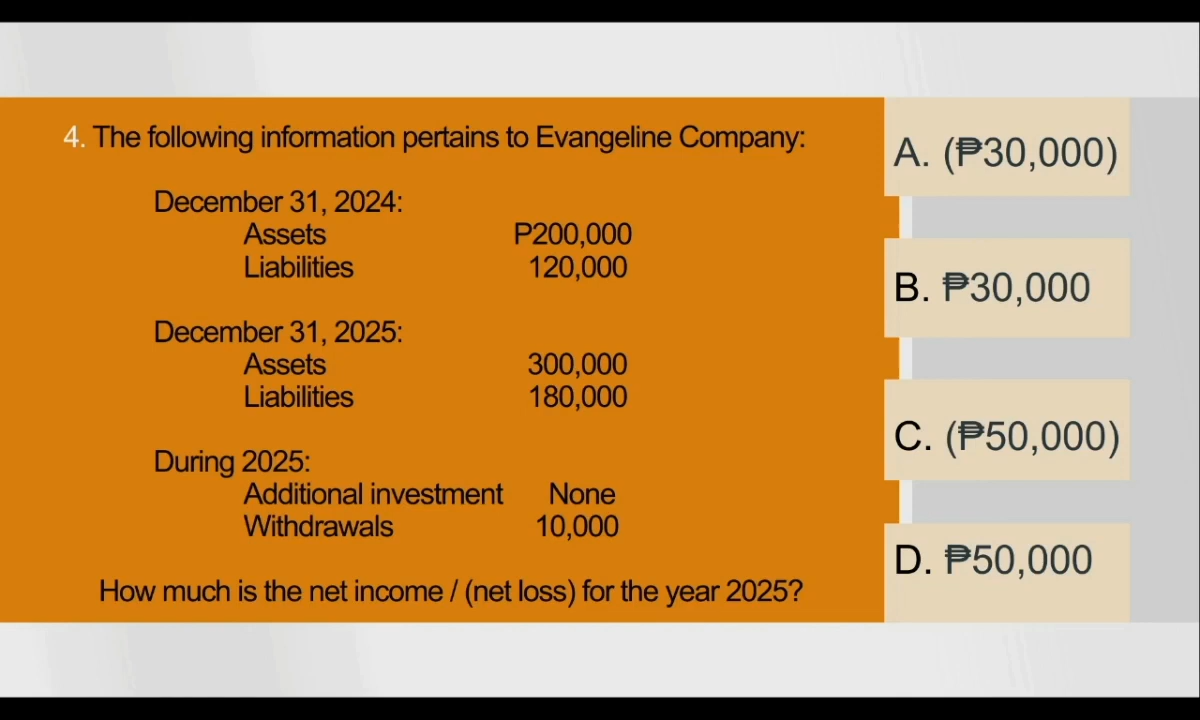 4. The following information pertains to Evangeline Company:
December 31, 2024:
Assets P200,000
Liabilities 120,000
December 31, 2025:
Assets 300,000
Liabilities 180,000
During 2025:
Additional investment None
Withdrawals 10,000
How much is the net income / (net loss) for the year 2025?
A. (₱30,000)
B. ₱30,000
C. (₱50,000)
D. ₱50,000